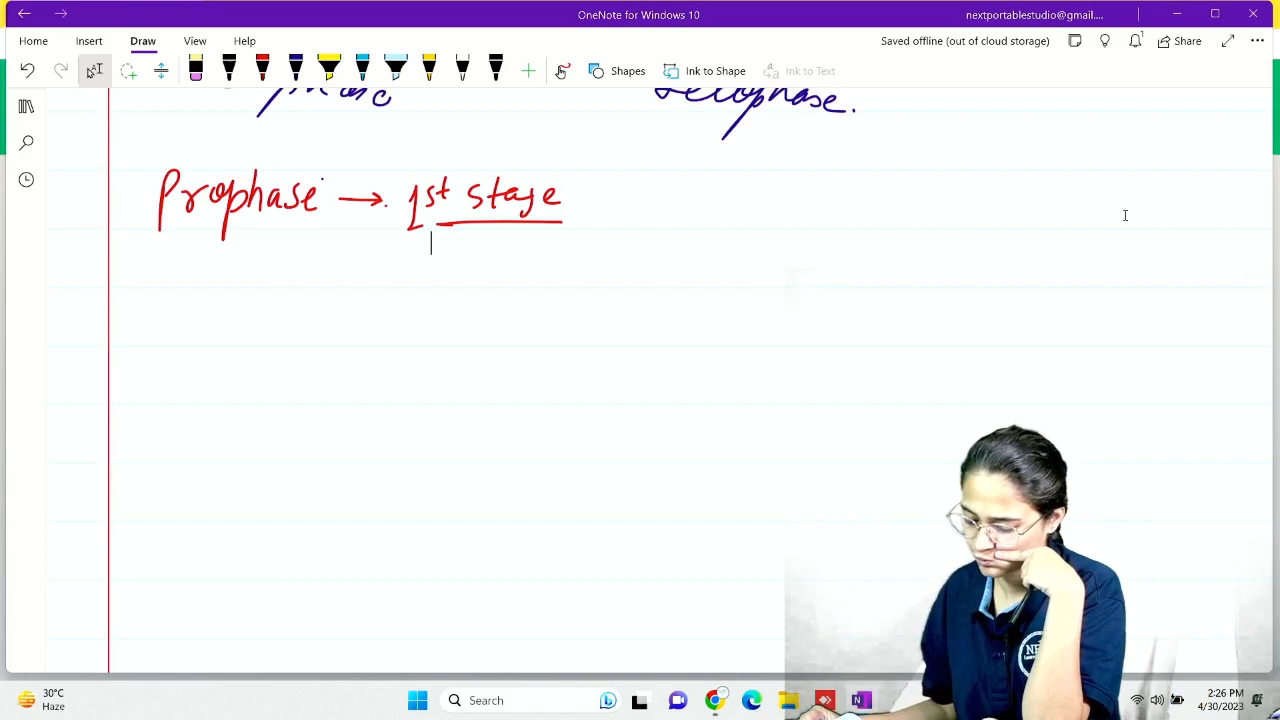 OneNote for Windows 10
nextportablestudio@gmail....
Home Insert Draw View Help
Saved offline (out of cloud storage)
Share
Shapes
Ink to Shape
Ink to Text
Prophase → 1st stage
30°C
Haze
Search
2:26 PM
4/30/2023